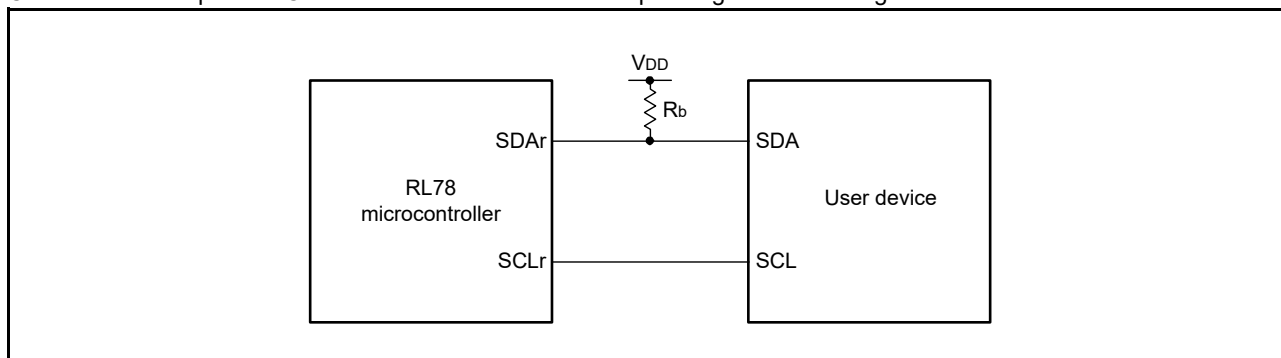 VDD
Rb
SDAr
SDA
RL78
microcontroller
User device
SCLr
SCL